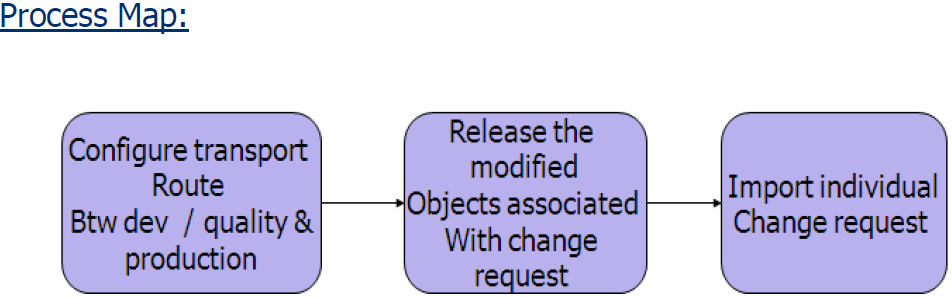 Process Map:
Configure transport
Route
Btw dev / quality &
production
Release the
modified
Objects associated
With change
request
Import individual
Change request